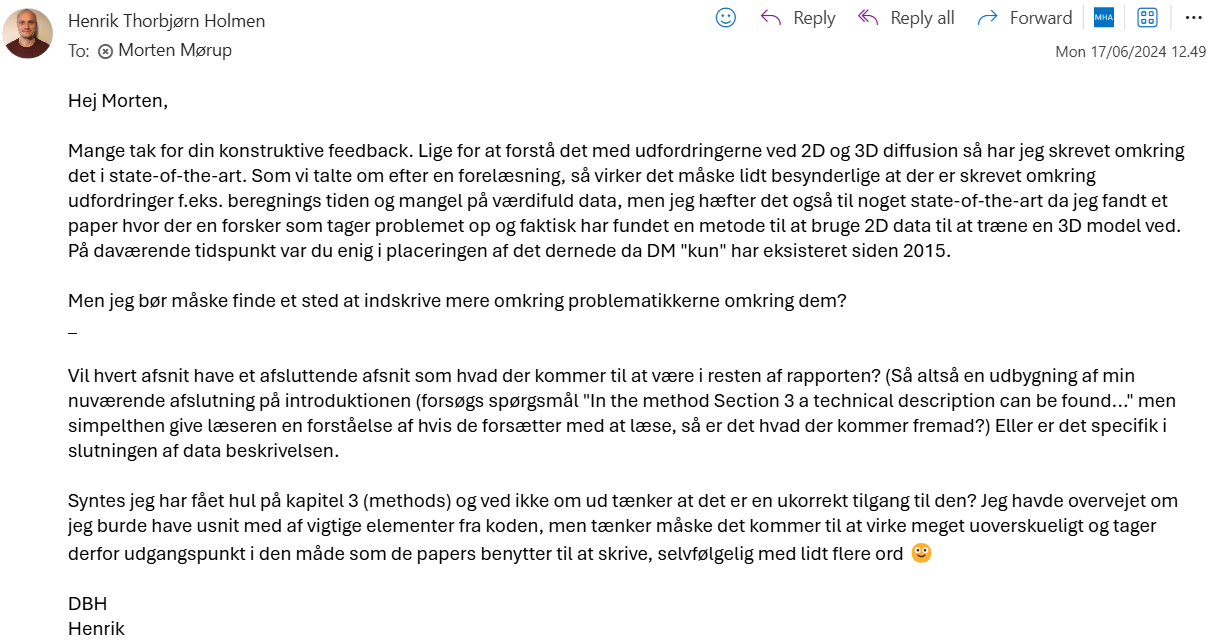 Henrik Thorbjørn Holmen
Reply
Reply all
Forward
MHA
To: Morten Mørup
Mon 17/06/2024 12.49
Hej Morten,
Mange tak for din konstruktive feedback. Lige for at forstå det med udfordringerne ved 2D og 3D diffusion så har jeg skrevet omkring
det i state-of-the-art. Som vi talte om efter en forelæsning, så virker det måske lidt besynderlige at der er skrevet omkring
udfordringer f.eks. beregnings tiden og mangel på værdifuld data, men jeg hæfter det også til noget state-of-the-art da jeg fandt et
paper hvor der en forsker som tager problemet op og faktisk har fundet en metode til at bruge 2D data til at træne en 3D model ved.
På daværende tidspunkt var du enig i placeringen af det dernede da DM "kun" har eksisteret siden 2015.
Men jeg bør måske finde et sted at indskrive mere omkring problematikkerne omkring dem?
_
Vil hvert afsnit have et afsluttende afsnit som hvad der kommer til at være i resten af rapporten? (Så altså en udbygning af min
nuværende afslutning på introduktionen (forsøgs spørgsmål "In the method Section 3 a technical description can be found..." men
simpelthen give læseren en forståelse af hvis de forsætter med at læse, så er det hvad der kommer fremad?) Eller er det specifik i
slutningen af data beskrivelsen.
Syntes jeg har fået hul på kapitel 3 (methods) og ved ikke om ud tænker at det er en ukorrekt tilgang til den? Jeg havde overvejet om
jeg burde have usnit med af vigtige elementer fra koden, men tænker måske det kommer til at virke meget uoverskueligt og tager
derfor udgangspunkt i den måde som de papers benytter til at skrive, selvfølgelig med lidt flere ord 🙂
DBH
Henrik